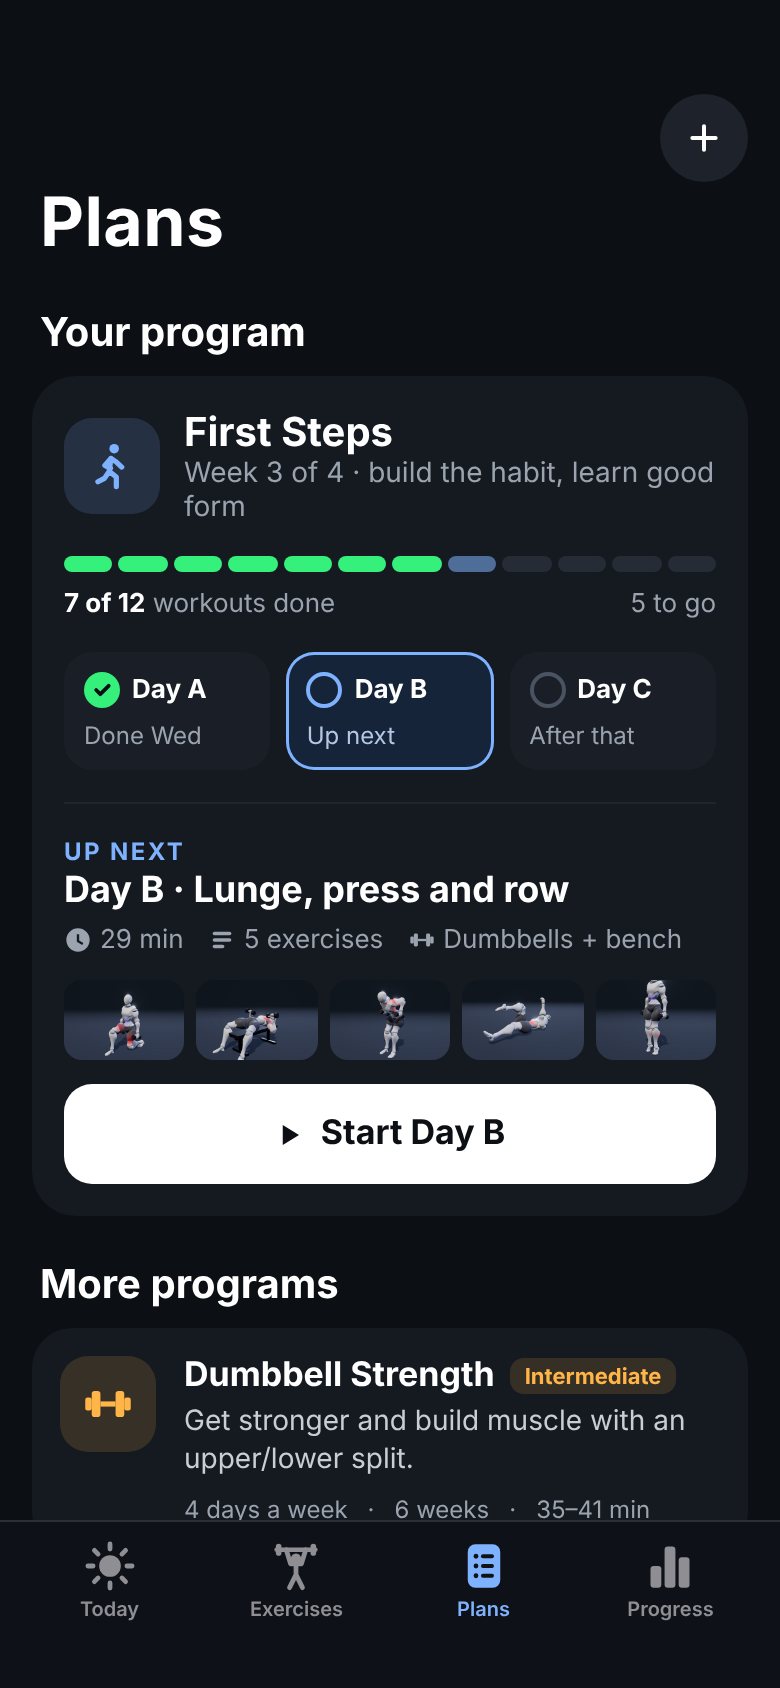 Plans
Your program
First Steps
Week 3 of 4 · build the habit, learn good
form
7 of 12 workouts done
5 to go
Day A
Done Wed
Day B
Up next
Day C
After that
UP NEXT
Day B · Lunge, press and row
29 min
5 exercises
Dumbbells + bench
Start Day B
More programs
Dumbbell Strength
Intermediate
Get stronger and build muscle with an
upper/lower split.
4 days a week · 6 weeks · 35–41 min
Today
Exercises
Plans
Progress